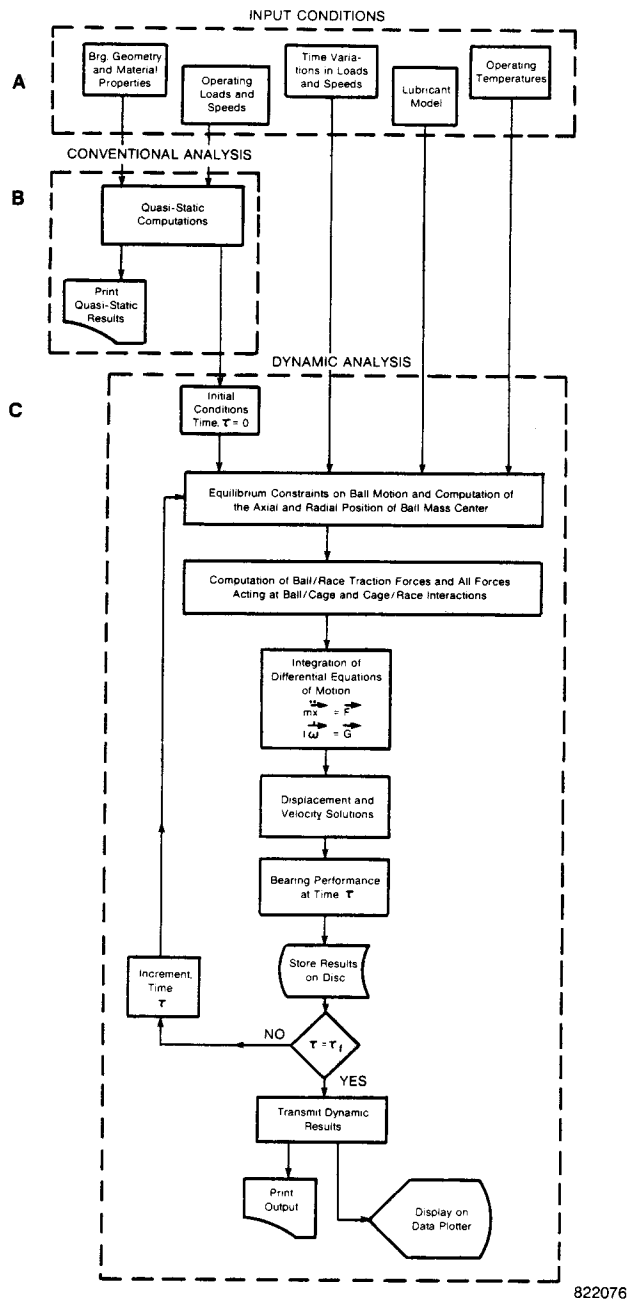 INPUT CONDITIONS
A
Brg. Geometry
and Material
Properties
Operating
Loads and
Speeds
Time Varia-
tions in Loads
and Speeds
Lubricant
Model
Operating
Temperatures
CONVENTIONAL ANALYSIS
B
Quasi-Static
Computations
Print
Quasi-Static
Results
DYNAMIC ANALYSIS
C
Initial
Conditions
Time, τ = 0
Equilibrium Constraints on Ball Motion and Computation of
the Axial and Radial Position of Ball Mass Center
Computation of Ball/Race Traction Forces and All Forces
Acting at Ball/Cage and Cage/Race Interactions
Integration of
Differential Equations
of Motion
mẍ⃗ = F⃗
Iω̇⃗ = G⃗
Displacement and
Velocity Solutions
Bearing Performance
at Time τ
Store Results
on Disc
Increment,
Time
τ
NO
τ = τf
YES
Transmit Dynamic
Results
Print
Output
Display on
Data Plotter
822076